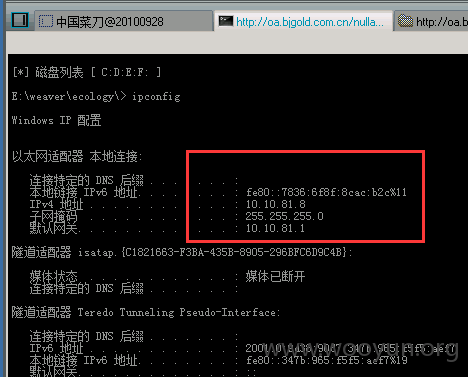 中国菜刀@20100928
http://oa.bjgold.com.cn/nulla...
http://oa.b
[*] 磁盘列表 [ C:D:E:F: ]
E:\weaver\ecology\> ipconfig
Windows IP 配置
以太网适配器 本地连接:
连接特定的 DNS 后缀 . . . . . . . :
本地链接 IPv6 地址. . . . . . . . : fe80::7836:6f8f:8cac:b2c%11
IPv4 地址 . . . . . . . . . . . . : 10.10.81.8
子网掩码 . . . . . . . . . . . . : 255.255.255.0
默认网关. . . . . . . . . . . . . : 10.10.81.1
隧道适配器 isatap.{C1821663-F3BA-435B-8905-296BFC6D9C4B}:
媒体状态 . . . . . . . . . . . . : 媒体已断开
连接特定的 DNS 后缀 . . . . . . . :
隧道适配器 Teredo Tunneling Pseudo-Interface:
连接特定的 DNS 后缀 . . . . . . . :
IPv6 地址 . . . . . . . . . . . . :
本地链接 IPv6 地址. . . . . . . . : fe80::347b:965:f5f5:aef7%19
默认网关. . . . . . . . . . . . . : ::
www.wooyun.org